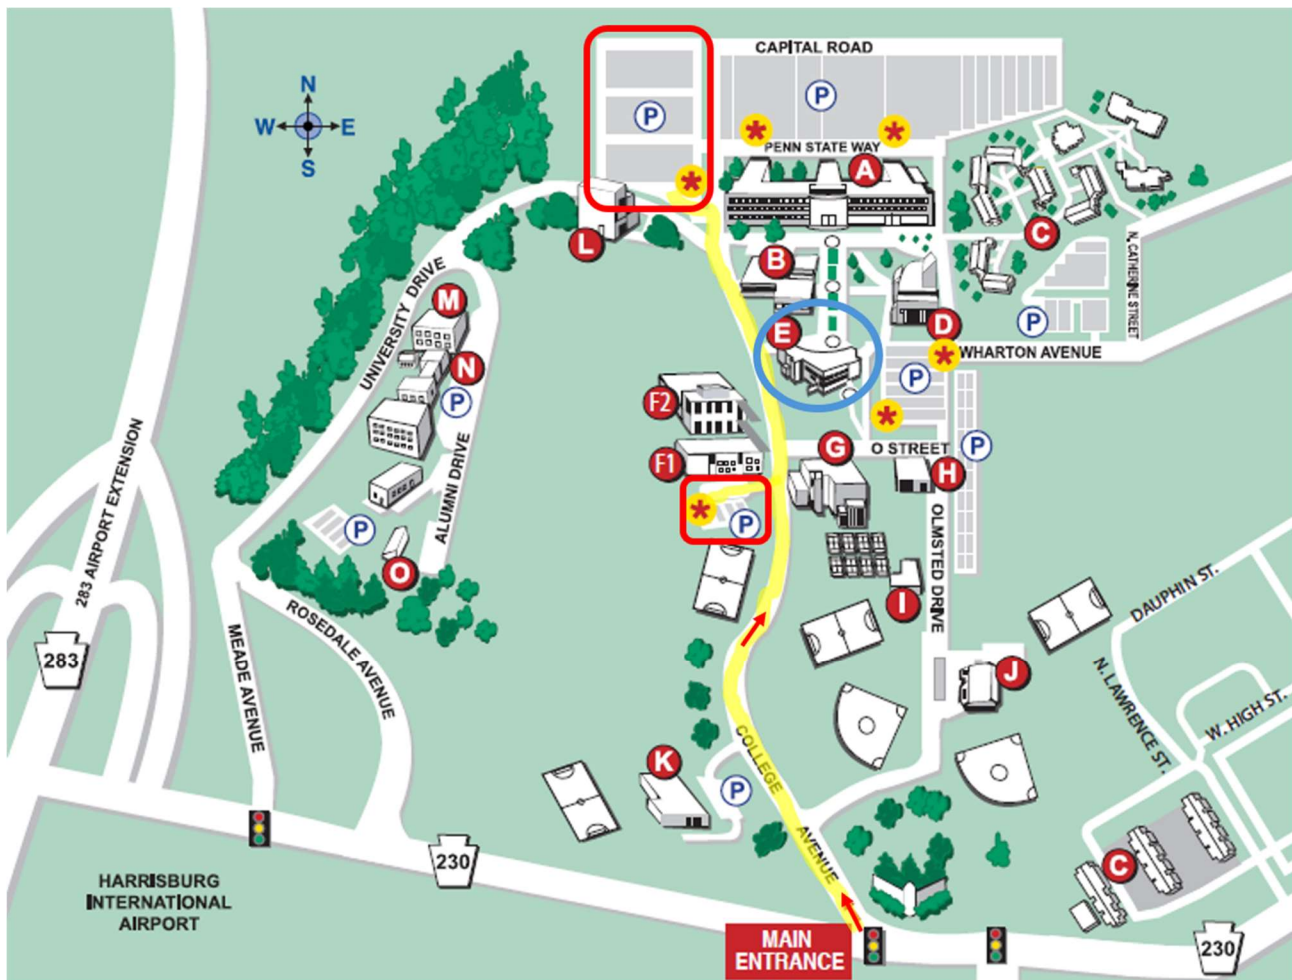 CAPITAL ROAD
N
W
E
S
P
P
*
*
PENN STATE WAY
*
A
C
L
B
N. CATHERINE STREET
UNIVERSITY DRIVE
M
E
D
P
*
WHARTON AVENUE
N
P
P
F2
*
283 AIRPORT EXTENSION
F1
G
O STREET
H
P
ALUMNI DRIVE
*
P
P
O
OLMSTED DRIVE
I
DAUPHIN ST.
ROSEDALE AVENUE
MEADE AVENUE
283
J
N. LAWRENCE ST.
W. HIGH ST.
COLLEGE
AVENUE
K
P
230
C
HARRISBURG
INTERNATIONAL
AIRPORT
MAIN
ENTRANCE
230